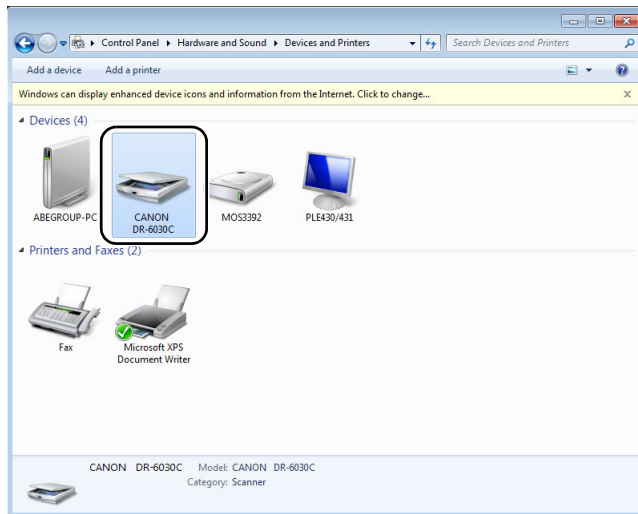 Control Panel Hardware and Sound Devices and Printers Search Devices and Printers
Add a device Add a printer
Windows can display enhanced device icons and information from the Internet. Click to change...
Devices (4)
ABEGROUP-PC CANON DR-6030C MOS3392 PLE430/431
Printers and Faxes (2)
Fax Microsoft XPS Document Writer
CANON DR-6030C Model: CANON DR-6030C
Category: Scanner